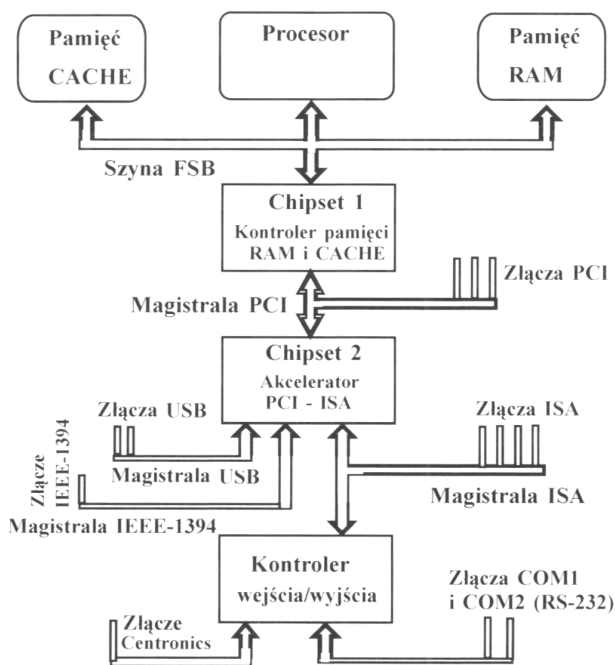 Pamięć
CACHE
Procesor
Pamięć
RAM
Szyna FSB
Chipset 1
Kontroler pamięci
RAM i CACHE
Złącza PCI
Magistrala PCI
Chipset 2
Akcelerator
PCI - ISA
Złącza USB
Złącza ISA
Złącze
IEEE-1394
Magistrala USB
Magistrala ISA
Magistrala IEEE-1394
Kontroler
wejścia/wyjścia
Złącza COM1
i COM2 (RS-232)
Złącze
Centronics